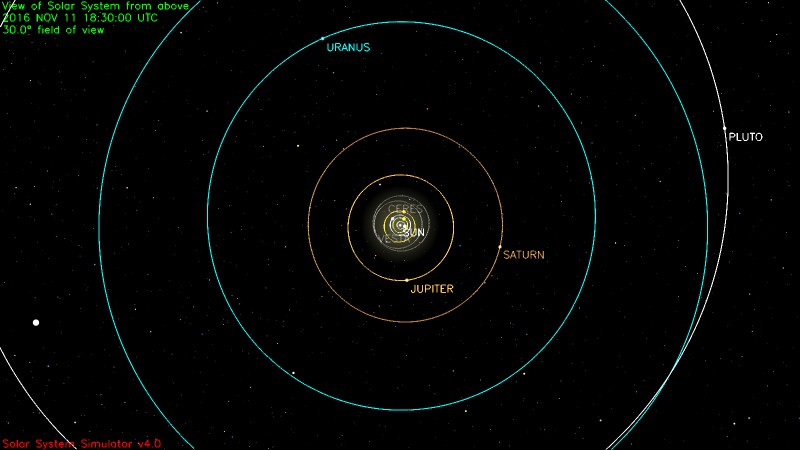 View of Solar System from above
2016 NOV 11 18:30:00 UTC
30.0° field of view
URANUS
PLUTO
CERES
SUN
VESTA
SATURN
JUPITER
Solar System Simulator v4.0